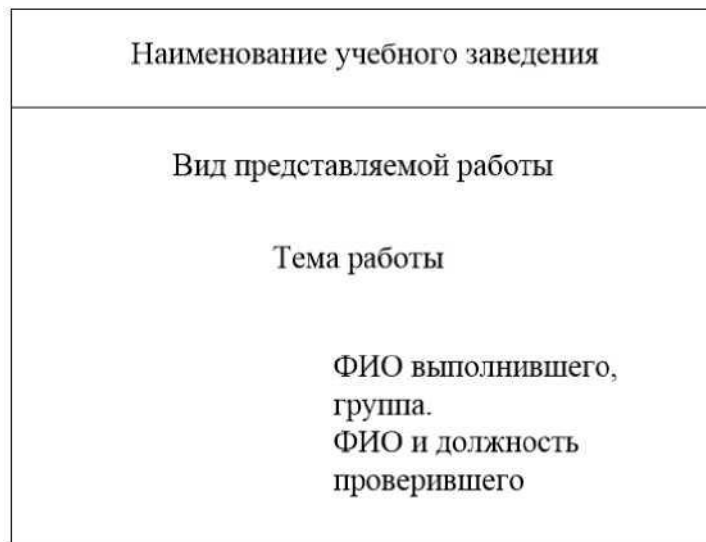 Наименование учебного заведения
Вид представляемой работы
Тема работы
ФИО выполнившего,
группа.
ФИО и должность
проверившего